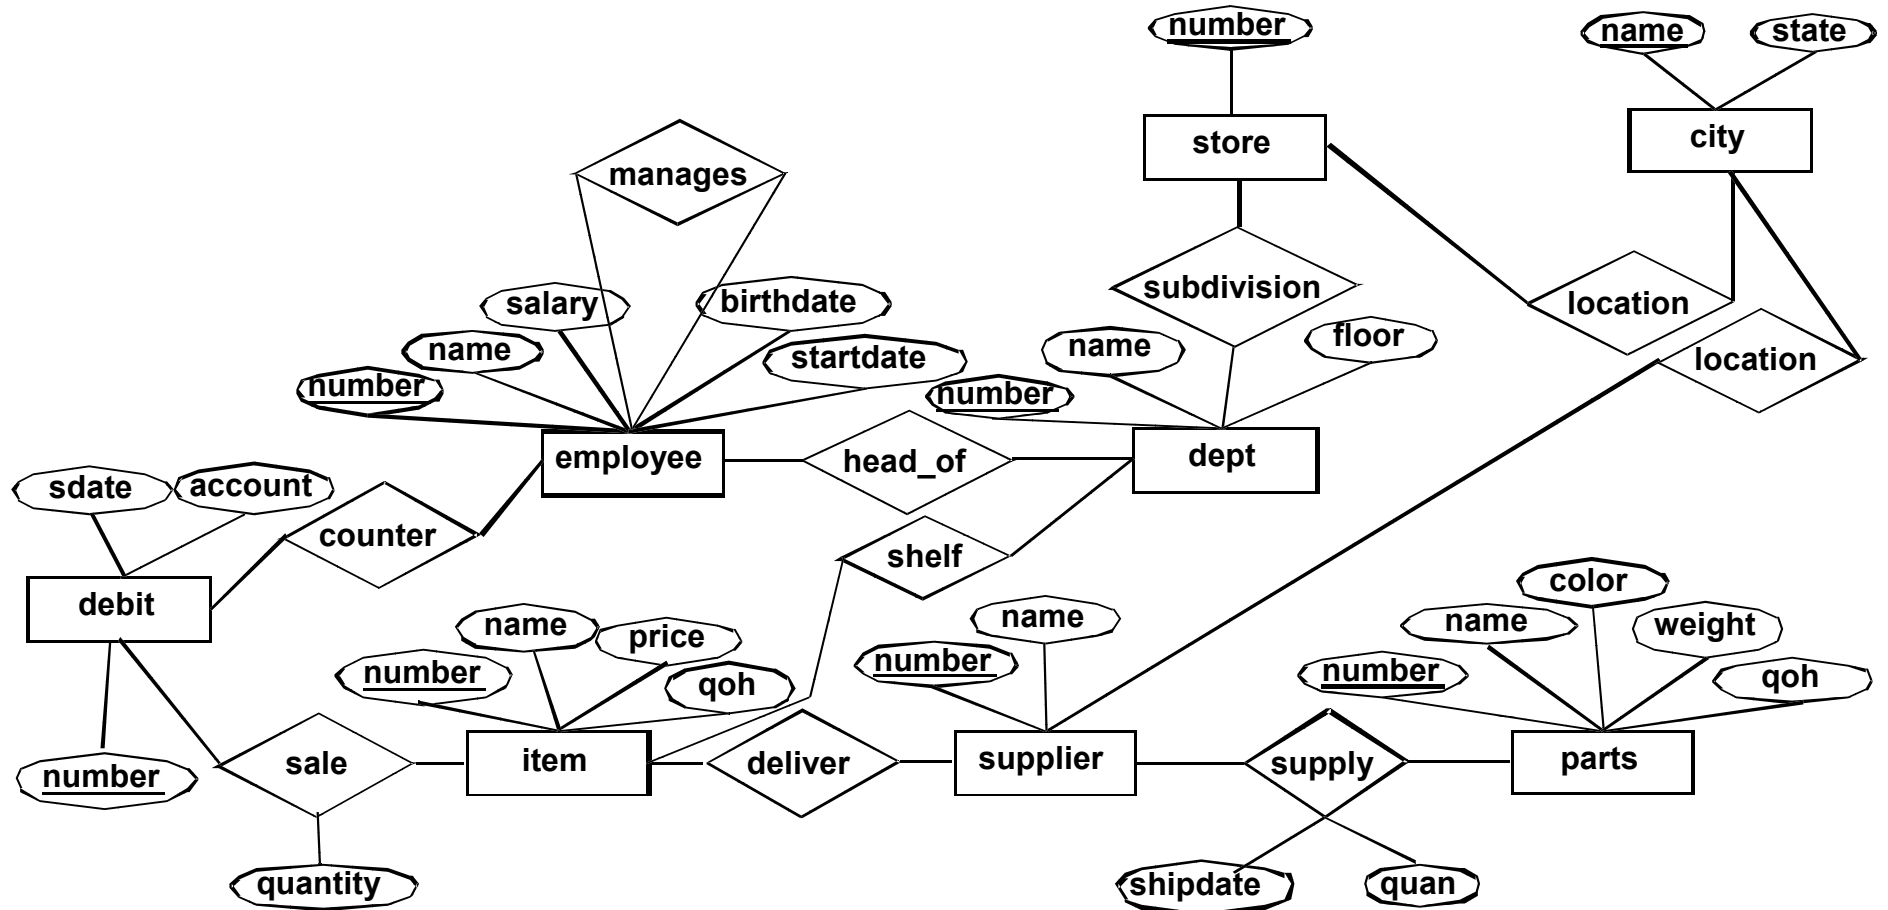 number
name
state
store
city
manages
subdivision
location
salary
birthdate
name
startdate
number
name
floor
number
location
employee
head_of
dept
sdate
account
counter
shelf
debit
name
price
number
qoh
name
number
color
name
weight
number
qoh
number
sale
item
deliver
supplier
supply
parts
quantity
shipdate
quan